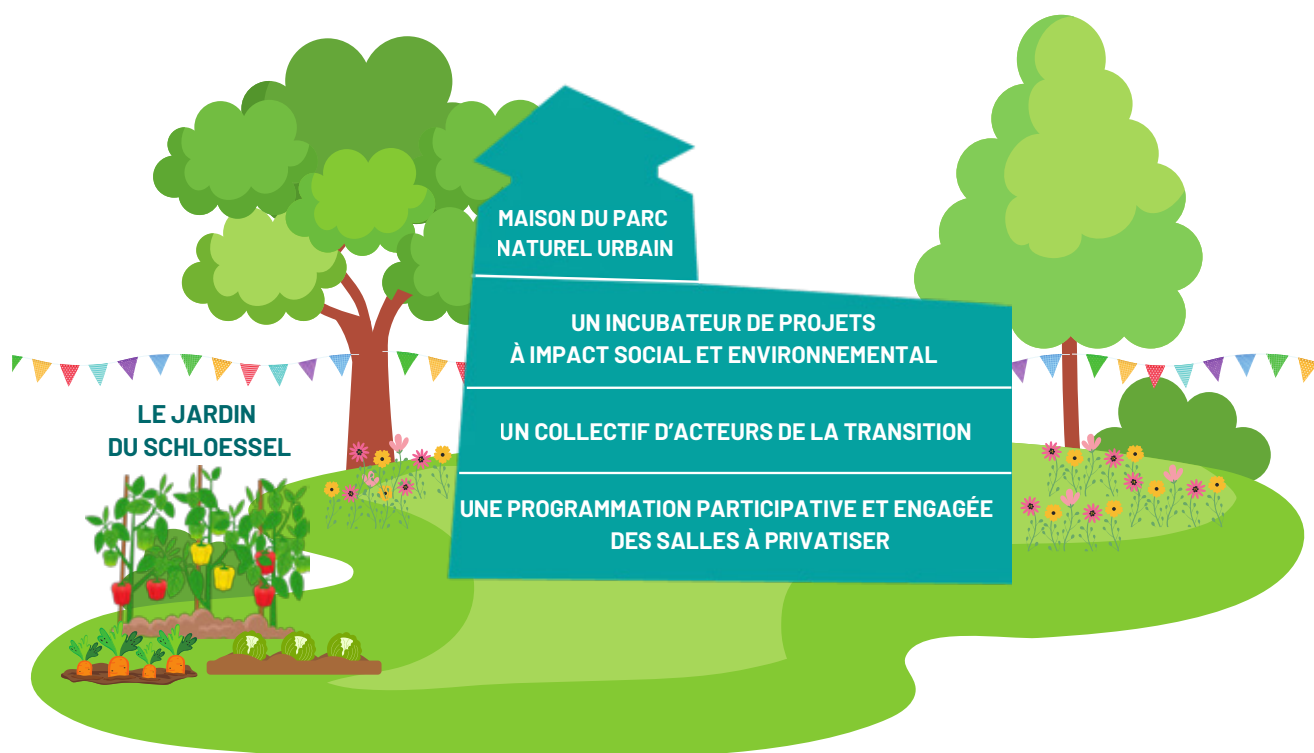 MAISON DU PARC
NATUREL URBAIN
UN INCUBATEUR DE PROJETS
À IMPACT SOCIAL ET ENVIRONNEMENTAL
LE JARDIN
DU SCHLOESSEL
UN COLLECTIF D'ACTEURS DE LA TRANSITION
UNE PROGRAMMATION PARTICIPATIVE ET ENGAGÉE
DES SALLES À PRIVATISER